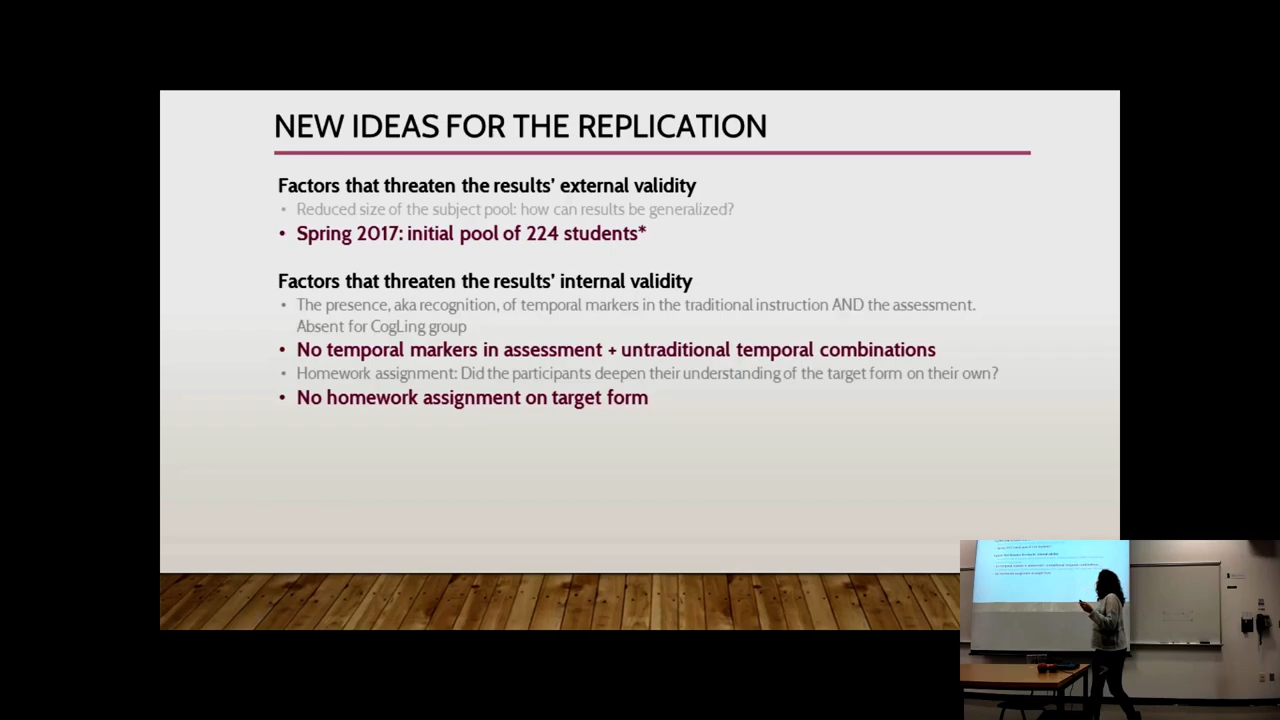 NEW IDEAS FOR THE REPLICATION
Factors that threaten the results' external validity
• Reduced size of the subject pool: how can results be generalized?
• Spring 2017: initial pool of 224 students*
Factors that threaten the results' internal validity
• The presence, aka recognition, of temporal markers in the traditional instruction AND the assessment.
Absent for CogLing group
• No temporal markers in assessment + untraditional temporal combinations
• Homework assignment: Did the participants deepen their understanding of the target form on their own?
• No homework assignment on target form